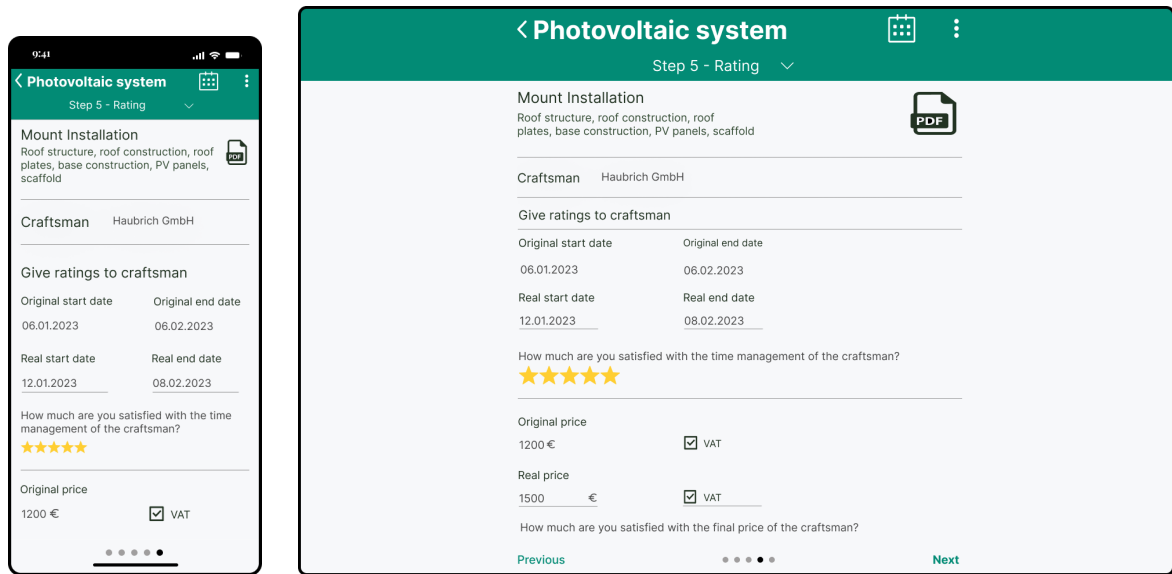 9:41
Photovoltaic system
Step 5 - Rating
Mount Installation
Roof structure, roof construction, roof
plates, base construction, PV panels,
scaffold
PDF
Craftsman Haubrich GmbH
Give ratings to craftsman
Original start date Original end date
06.01.2023 06.02.2023
Real start date Real end date
12.01.2023 08.02.2023
How much are you satisfied with the time
management of the craftsman?
Original price
1200 € VAT
Photovoltaic system
Step 5 - Rating
Mount Installation
Roof structure, roof construction, roof
plates, base construction, PV panels, scaffold
PDF
Craftsman Haubrich GmbH
Give ratings to craftsman
Original start date Original end date
06.01.2023 06.02.2023
Real start date Real end date
12.01.2023 08.02.2023
How much are you satisfied with the time management of the craftsman?
Original price
1200 € VAT
Real price
1500 € VAT
How much are you satisfied with the final price of the craftsman?
Previous Next